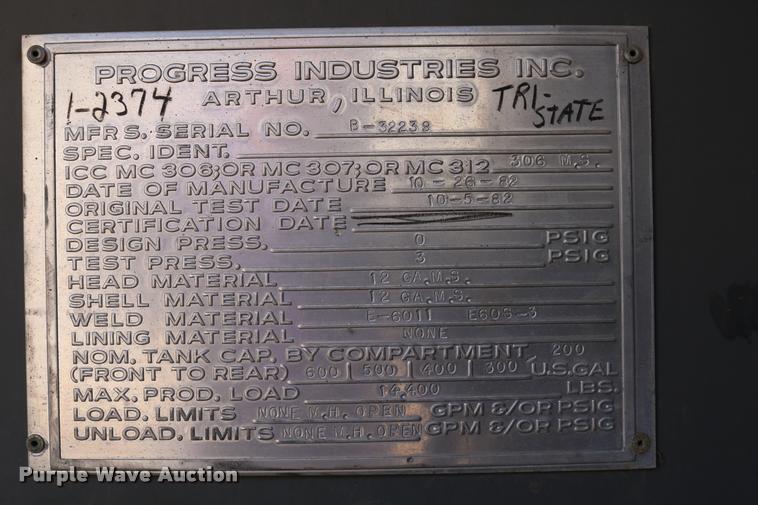 PROGRESS INDUSTRIES INC.
1-2374 ARTHUR, ILLINOIS TRI-STATE
MFRS. SERIAL NO. B-32239
SPEC. IDENT.
ICC MC 306; OR MC 307; OR MC 312 306 M.S.
DATE OF MANUFACTURE 10-26-82
ORIGINAL TEST DATE 10-5-82
CERTIFICATION DATE
DESIGN PRESS. 0 PSIG
TEST PRESS. 3 PSIG
HEAD MATERIAL 12 GA.M.S.
SHELL MATERIAL 12 GA.M.S.
WELD MATERIAL E-6011 E60S-3
LINING MATERIAL NONE
NOM. TANK CAP. BY COMPARTMENT 200
(FRONT TO REAR) 600 | 500 | 400 | 300 U.S.GAL
MAX. PROD. LOAD 14,400 LBS.
LOAD. LIMITS NONE M.H. OPEN GPM &/OR PSIG
UNLOAD. LIMITS NONE M.H. OPEN GPM &/OR PSIG
Purple Wave Auction